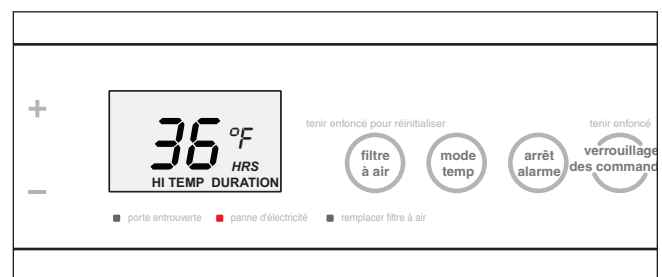 +
36 °F
HRS
HI TEMP DURATION
−
tenir enfoncé pour réinitialiser
tenir enfoncé
filtre
à air
mode
temp
arrêt
alarme
verrouillage
des command
porte entrouverte
panne d'électricité
remplacer filtre à air